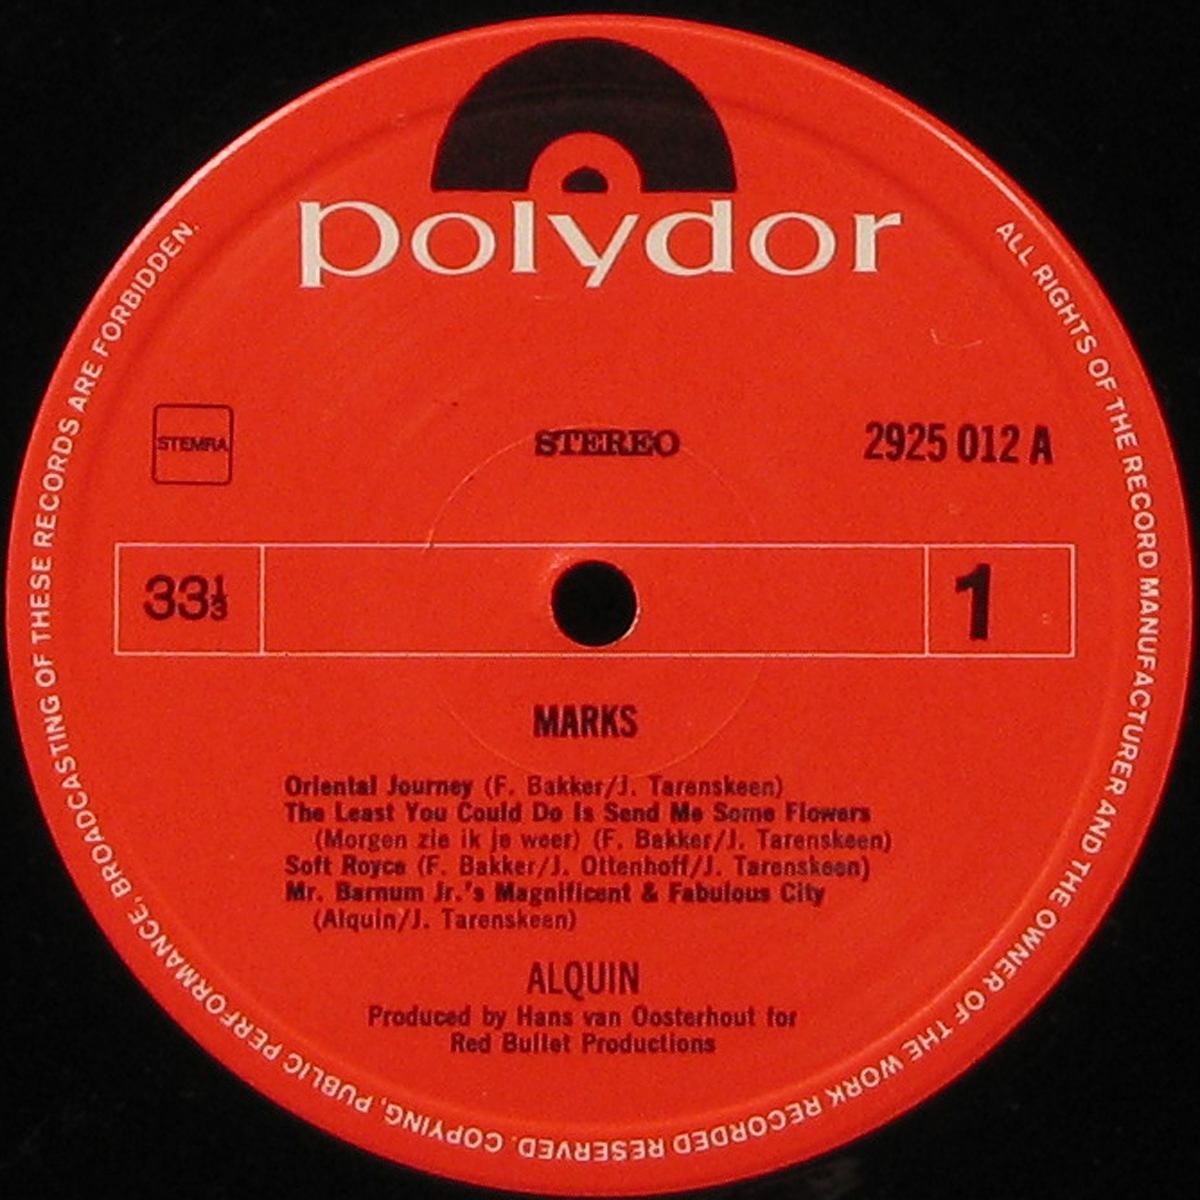 polydor
STEMRA
STEREO
2925 012 A
33⅓
1
MARKS
Oriental Journey (F. Bakker/J. Tarenskeen)
The Least You Could Do Is Send Me Some Flowers
(Morgen zie ik je weer) (F. Bakker/J. Tarenskeen)
Soft Royce (F. Bakker/J. Ottenhoff/J. Tarenskeen)
Mr. Barnum Jr.'s Magnificent & Fabulous City
(Alquin/J. Tarenskeen)
ALQUIN
Produced by Hans van Oosterhout for
Red Bullet Productions
ALL RIGHTS OF THE RECORD MANUFACTURER AND THE OWNER OF THE WORK RECORDED RESERVED. COPYING, PUBLIC PERFORMANCE, BROADCASTING OF THESE RECORDS ARE FORBIDDEN.